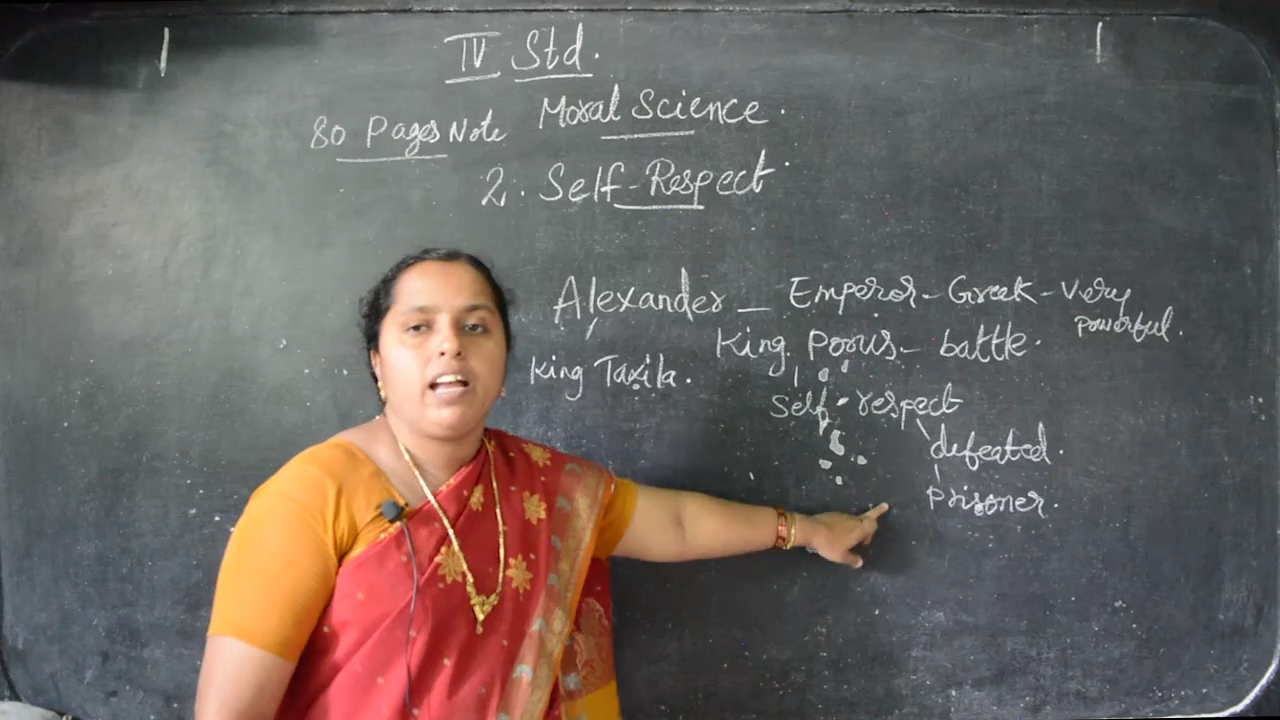 IV Std.
Moral Science.
80 Pages Note
2. Self-Respect
Alexander - Emperor - Greek - Very powerful.
King Porus - battle.
King Taxila.
Self-respect
defeated.
Prisoner.